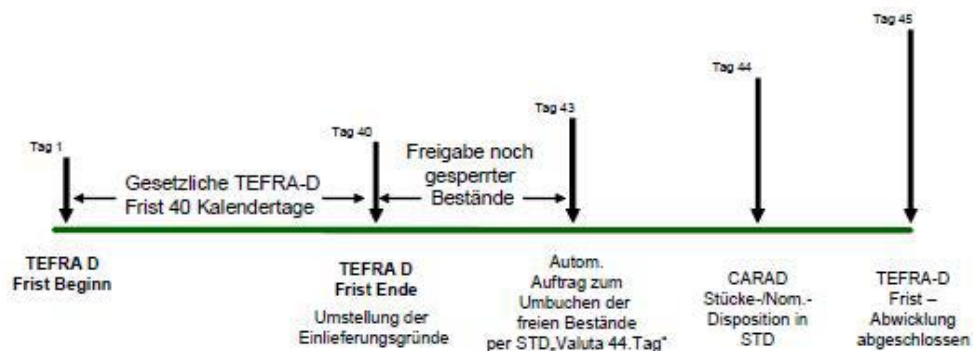 Tag 1
Tag 40
Tag 43
Tag 44
Tag 45
Gesetzliche TEFRA-D
Frist 40 Kalendertage
Freigabe noch
gesperrter
Bestände
TEFRA D
Frist Beginn
TEFRA D
Frist Ende
Umstellung der
Einlieferungsgründe
Autom.
Auftrag zum
Umbuchen der
freien Bestände
per STD„Valuta 44.Tag“
CARAD
Stücke-/Nom.-
Disposition in
STD
TEFRA-D
Frist –
Abwicklung
abgeschlossen